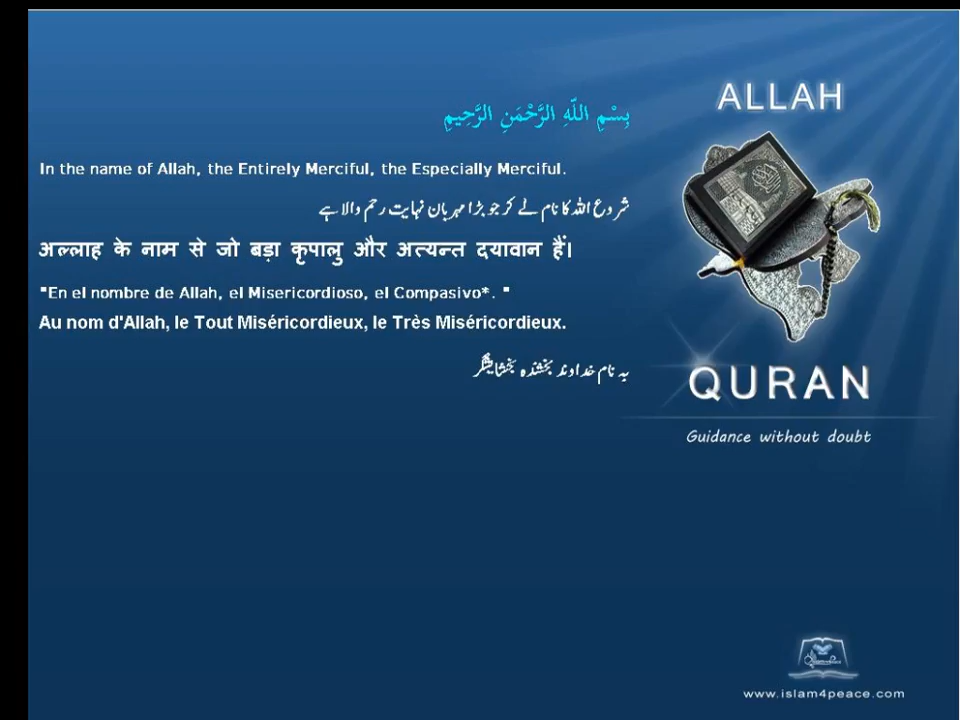 بِسْمِ اللَّهِ الرَّحْمَنِ الرَّحِيمِ
In the name of Allah, the Entirely Merciful, the Especially Merciful.
شروع اللہ کا نام لے کر جو بڑا مہربان نہایت رحم والا ہے
अल्लाह के नाम से जो बड़ा कृपालु और अत्यन्त दयावान हैं।
"En el nombre de Allah, el Misericordioso, el Compasivo*. "
Au nom d'Allah, le Tout Miséricordieux, le Très Miséricordieux.
به نام خداوند بخشنده بخشایشگر
ALLAH
QURAN
Guidance without doubt
www.islam4peace.com